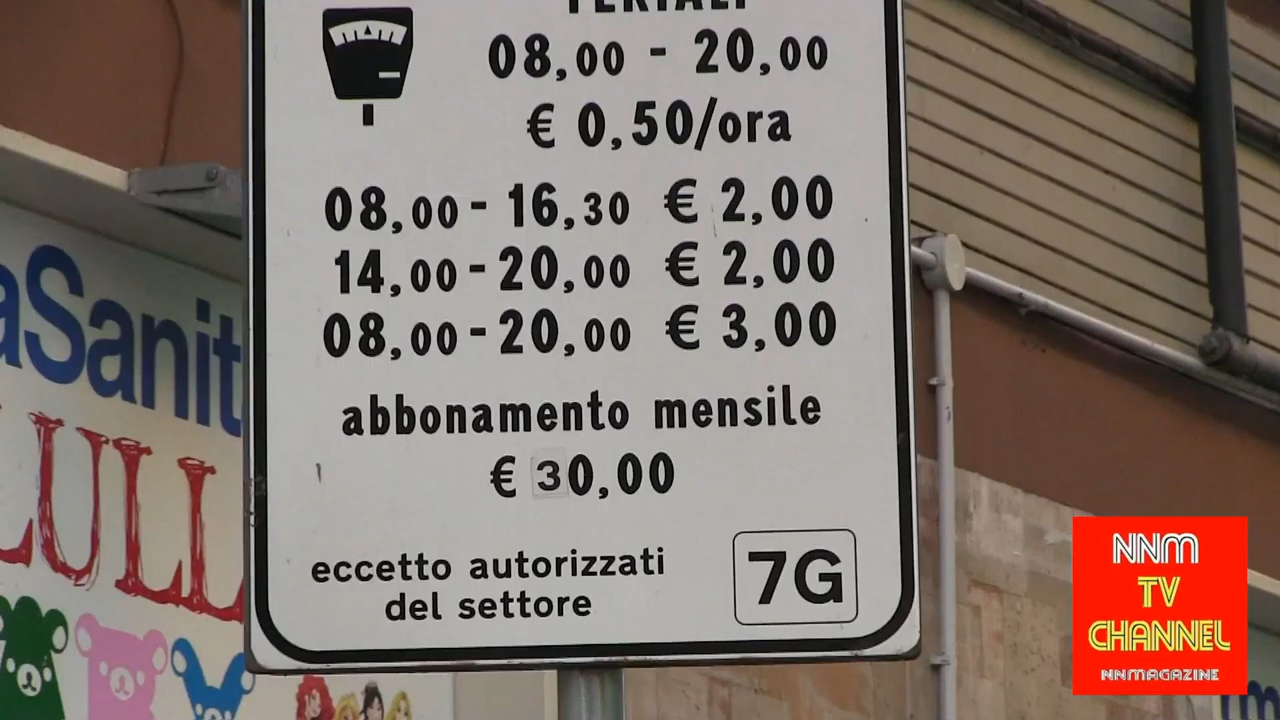 FERIALI
08,00 - 20,00
€ 0,50/ora
08,00 - 16,30 € 2,00
14,00 - 20,00 € 2,00
08,00 - 20,00 € 3,00
abbonamento mensile
€ 30,00
eccetto autorizzati
del settore
7G
aSanit
LULL
NNM
TV
CHANNEL
NNMAGAZINE